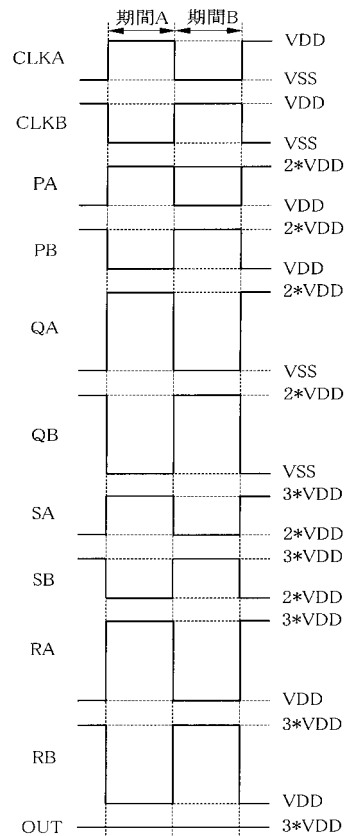 期間A 期間B
CLKA
VDD
VSS
CLKB
VDD
VSS
PA
2*VDD
VDD
PB
2*VDD
VDD
QA
2*VDD
VSS
QB
2*VDD
VSS
SA
3*VDD
2*VDD
SB
3*VDD
2*VDD
RA
3*VDD
VDD
RB
3*VDD
VDD
OUT
3*VDD